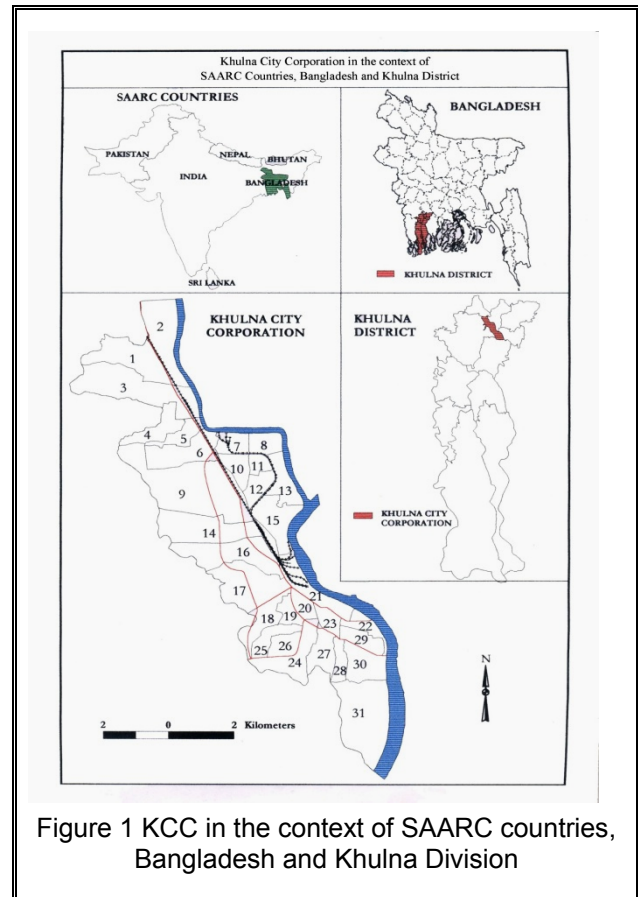 Khulna City Corporation in the context of
SAARC Countries, Bangladesh and Khulna District
SAARC COUNTRIES
PAKISTAN
NEPAL
BHUTAN
INDIA
BANGLADESH
SRI LANKA
BANGLADESH
KHULNA DISTRICT
KHULNA CITY
CORPORATION
2
1
3
4
5
6
7
8
10
11
12
13
9
15
14
16
17
21
20
19
18
23
22
29
26
25
24
27
28
30
31
N
2 0 2 Kilometers
KHULNA
DISTRICT
KHULNA CITY
CORPORATION
Figure 1 KCC in the context of SAARC countries,
Bangladesh and Khulna Division